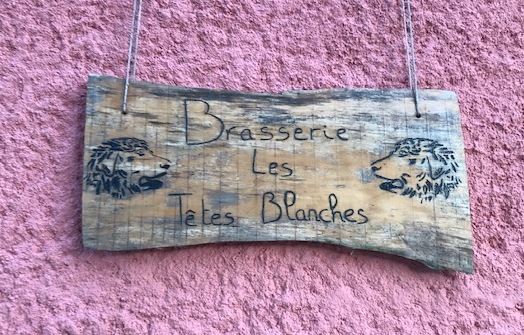 Brasserie
Les
Têtes Blanches